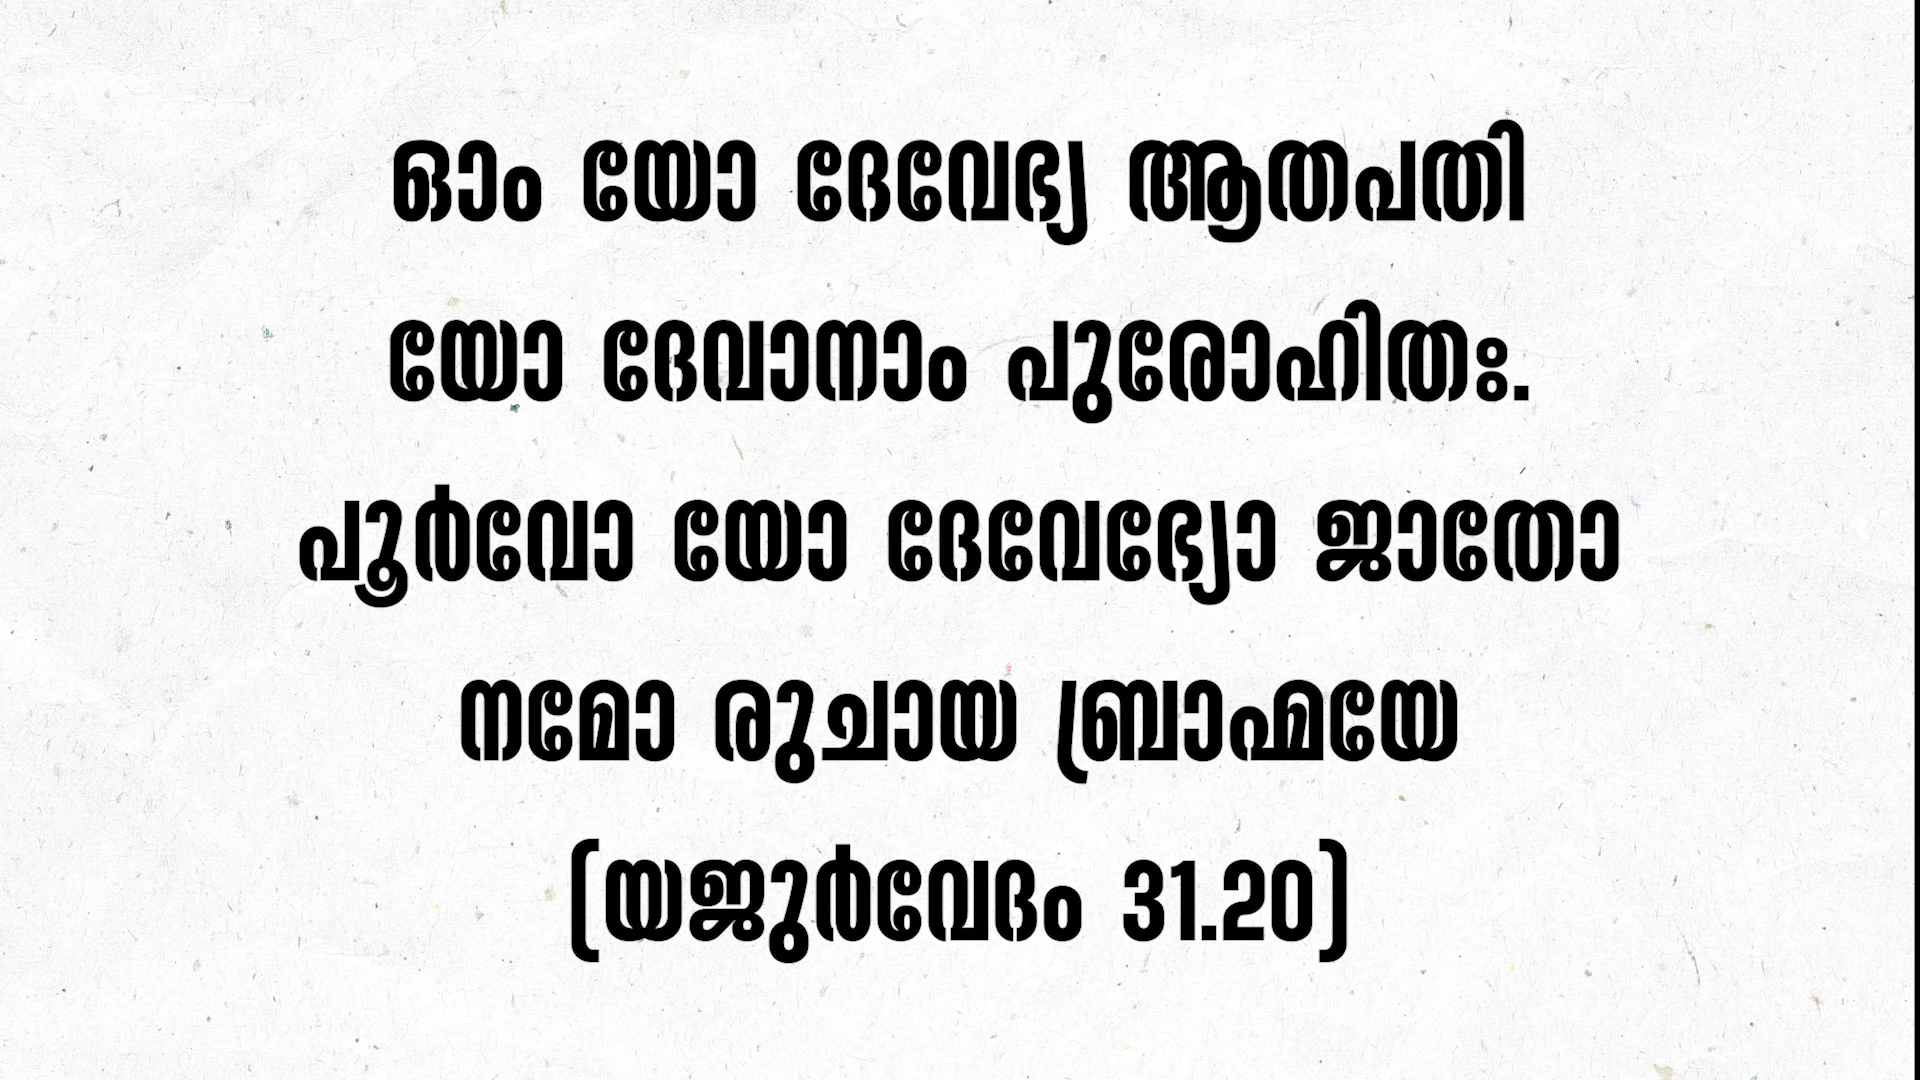 ഓം യോ ദേവേഭ്യ ആതപതി
യോ ദേവാനാം പുരോഹിതഃ.
പൂർവോ യോ ദേവേഭ്യോ ജാതോ
നമോ രുചായ ബ്രാഹ്മയേ
(യജുർവേദം 31.20)